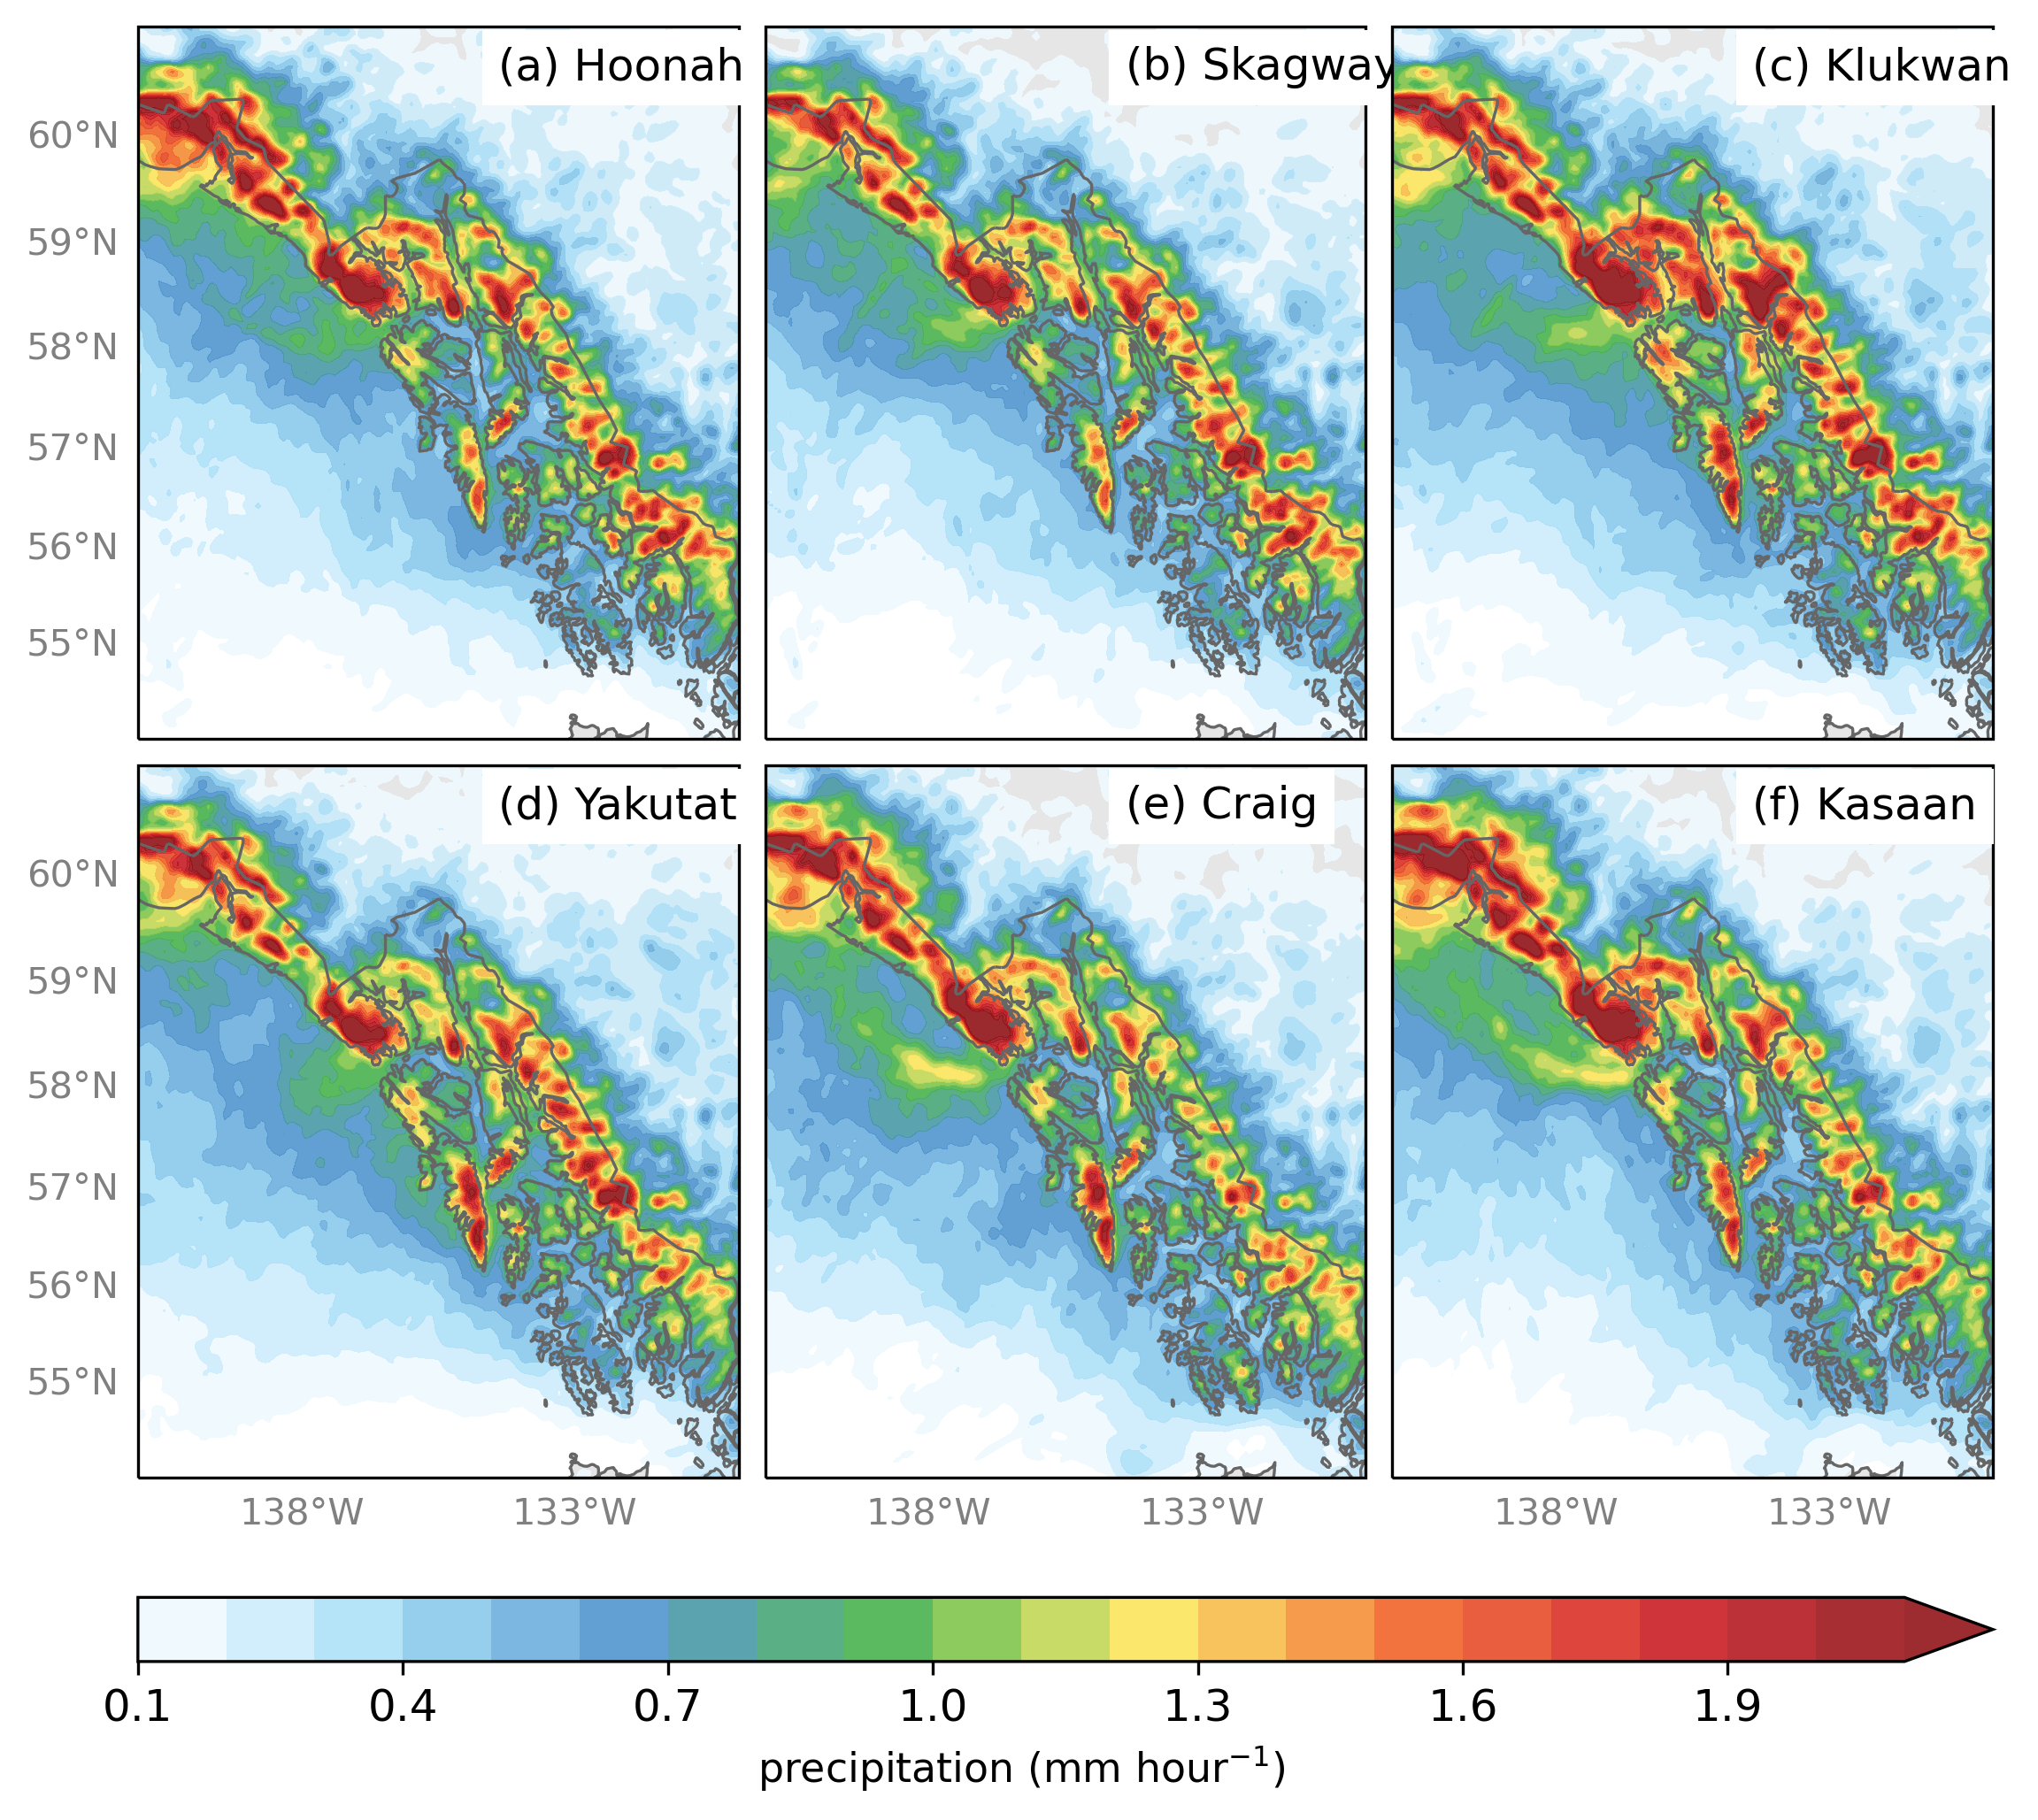 (a) Hoonah
(b) Skagway
(c) Klukwan
60°N
59°N
58°N
57°N
56°N
55°N
(d) Yakutat
(e) Craig
(f) Kasaan
60°N
59°N
58°N
57°N
56°N
55°N
138°W 133°W 138°W 133°W 138°W 133°W
0.1 0.4 0.7 1.0 1.3 1.6 1.9
precipitation (mm hour⁻¹)